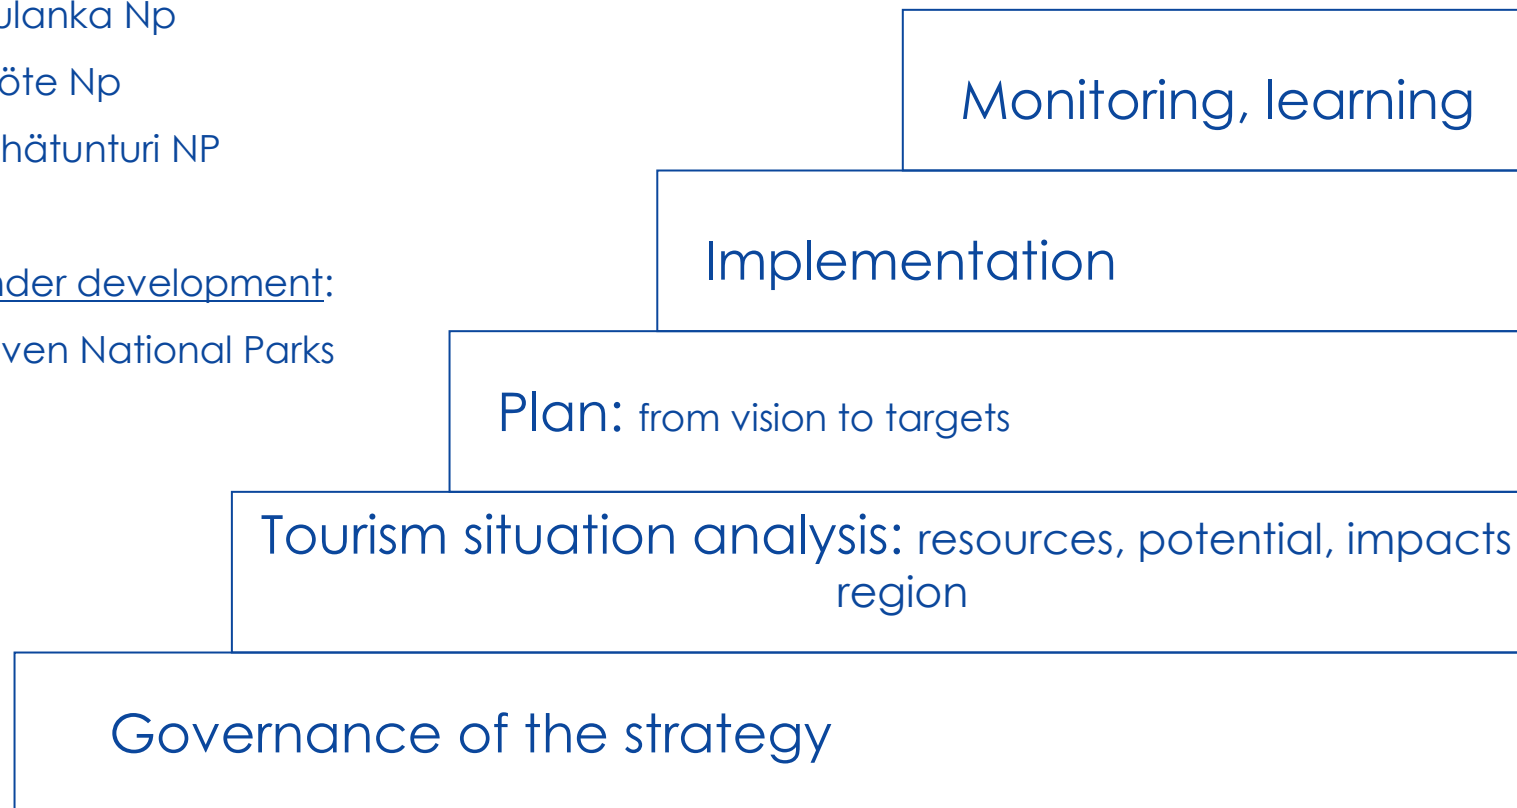 ulanka Np
öte Np
hätunturi NP
nder development:
ven National Parks
Monitoring, learning
Implementation
Plan: from vision to targets
Tourism situation analysis: resources, potential, impacts
region
Governance of the strategy